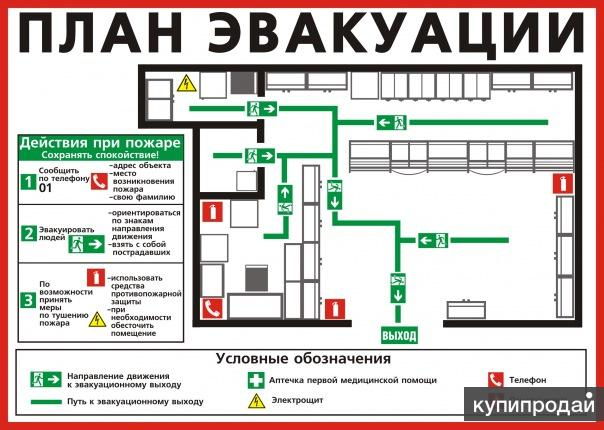 ПЛАН ЭВАКУАЦИИ
Действия при пожаре
Сохранять спокойствие!
1 Сообщить
по телефону
01
-адрес объекта
-место
возникновения
пожара
-свою фамилию
2 Эвакуировать
людей
-ориентироваться
по знакам
направления
движения
-взять с собой
пострадавших
3 По
возможности
принять
меры
по тушению
пожара
-использовать
средства
противопожарной
защиты
-при
необходимости
обесточить
помещение
ВЫХОД
Условные обозначения
Направление движения
к эвакуационному выходу
Путь к эвакуационному выходу
Аптечка первой медицинской помощи
Электрощит
Телефон
купипродай